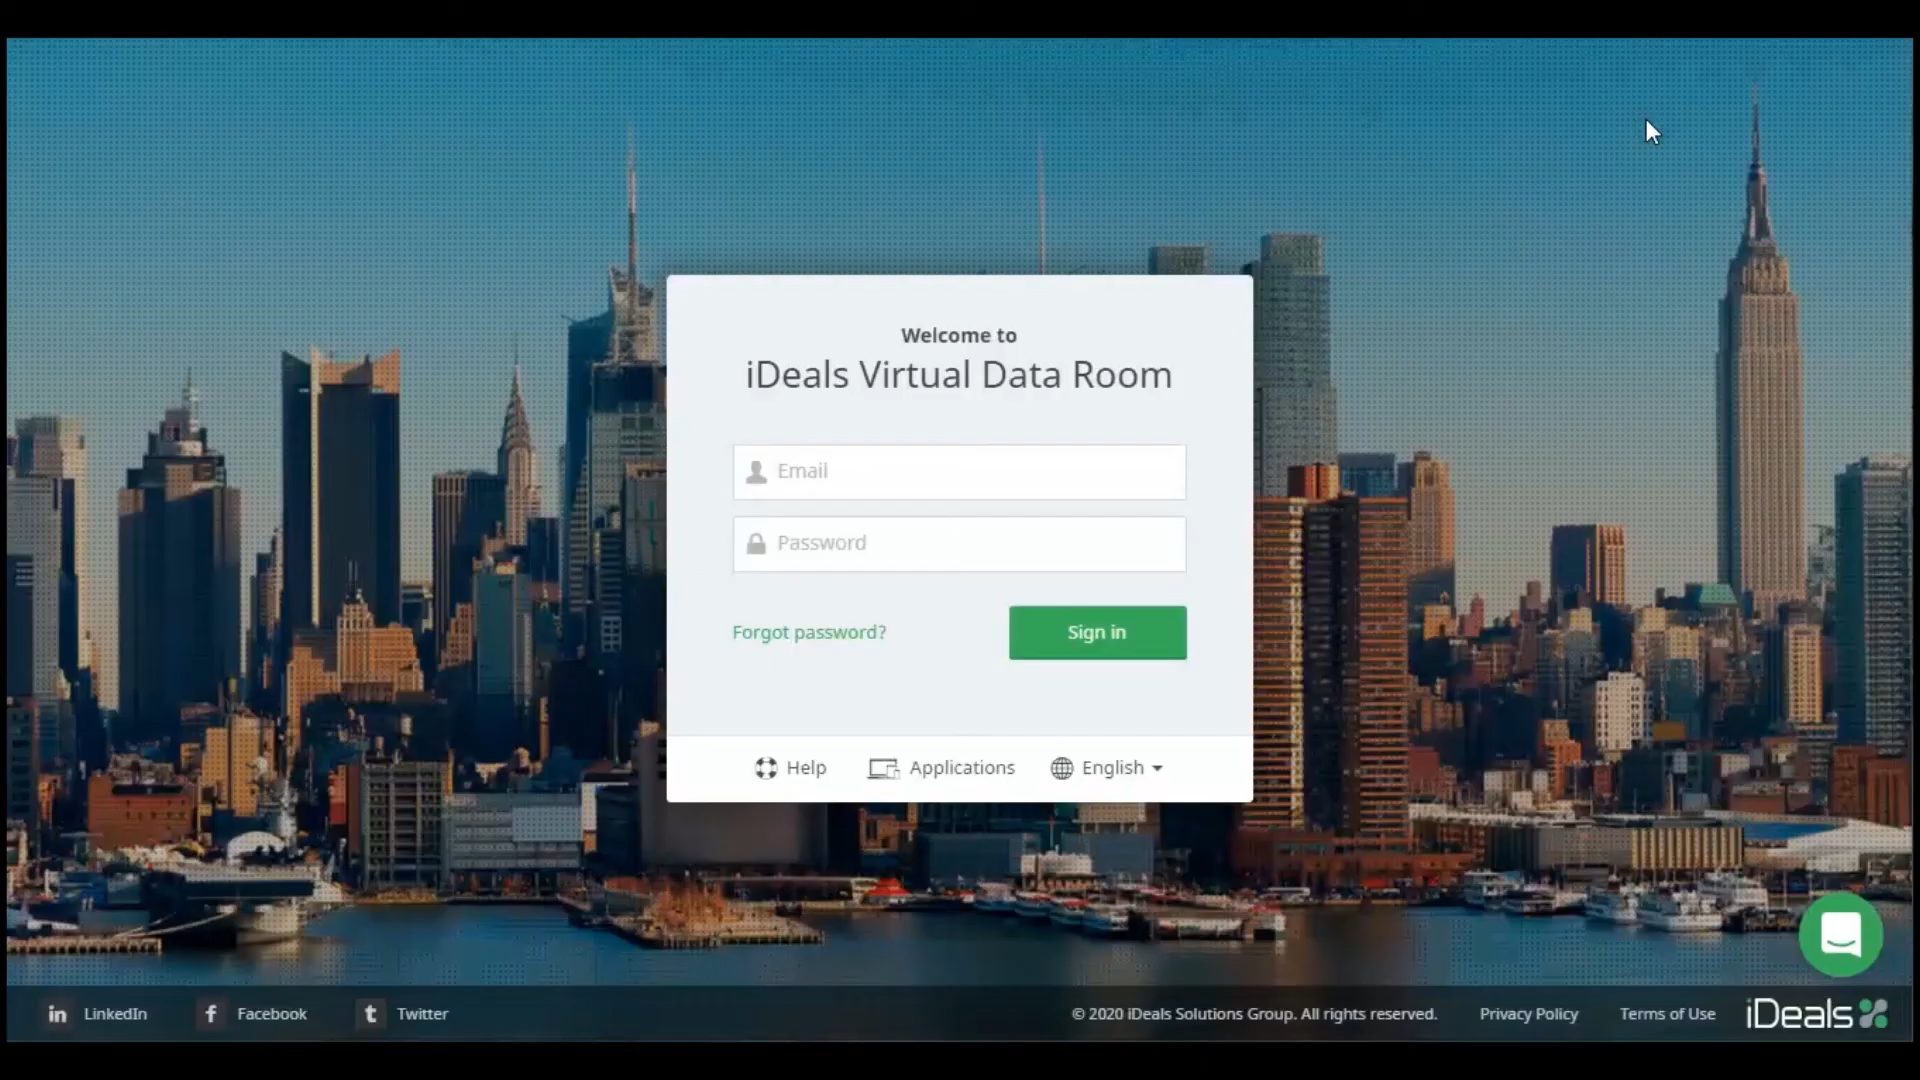 Welcome to
iDeals Virtual Data Room
Email
Password
Forgot password?
Sign in
Help
Applications
English
in LinkedIn
f Facebook
t Twitter
© 2020 iDeals Solutions Group. All rights reserved.
Privacy Policy
Terms of Use
iDeals